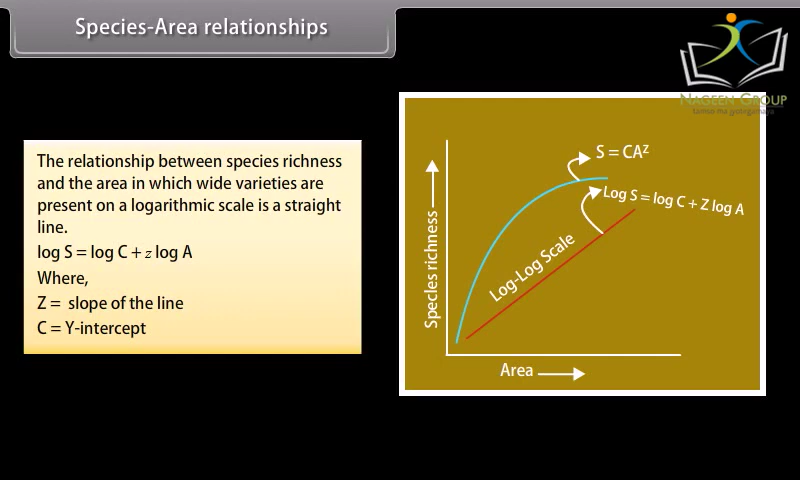 Species-Area relationships
NAGEEN GROUP
The relationship between species richness
and the area in which wide varieties are
present on a logarithmic scale is a straight
line.
log S = log C + z log A
Where,
Z = slope of the line
C = Y-intercept
S = CAᶻ
Log S = log C + Z log A
Log-Log Scale
Species richness
Area